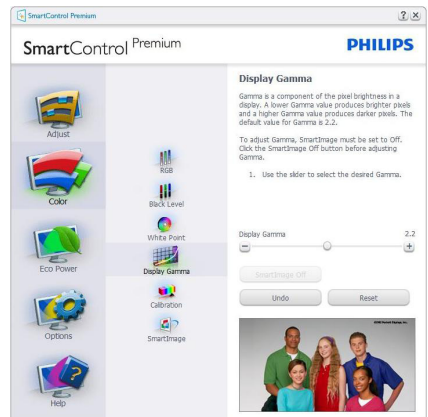 SmartControl Premium
SmartControl Premium
PHILIPS
Adjust
Color
Eco Power
Options
Help
RGB
Black Level
White Point
Display Gamma
Calibration
SmartImage
Display Gamma
Gamma is a component of the pixel brightness in a
display. A lower Gamma value produces brighter pixels
and a higher Gamma value produces darker pixels. The
default value for Gamma is 2.2.
To adjust Gamma, SmartImage must be set to Off.
Click the SmartImage Off button before adjusting
Gamma.
1. Use the slider to select the desired Gamma.
Display Gamma 2.2
SmartImage Off
Undo Reset